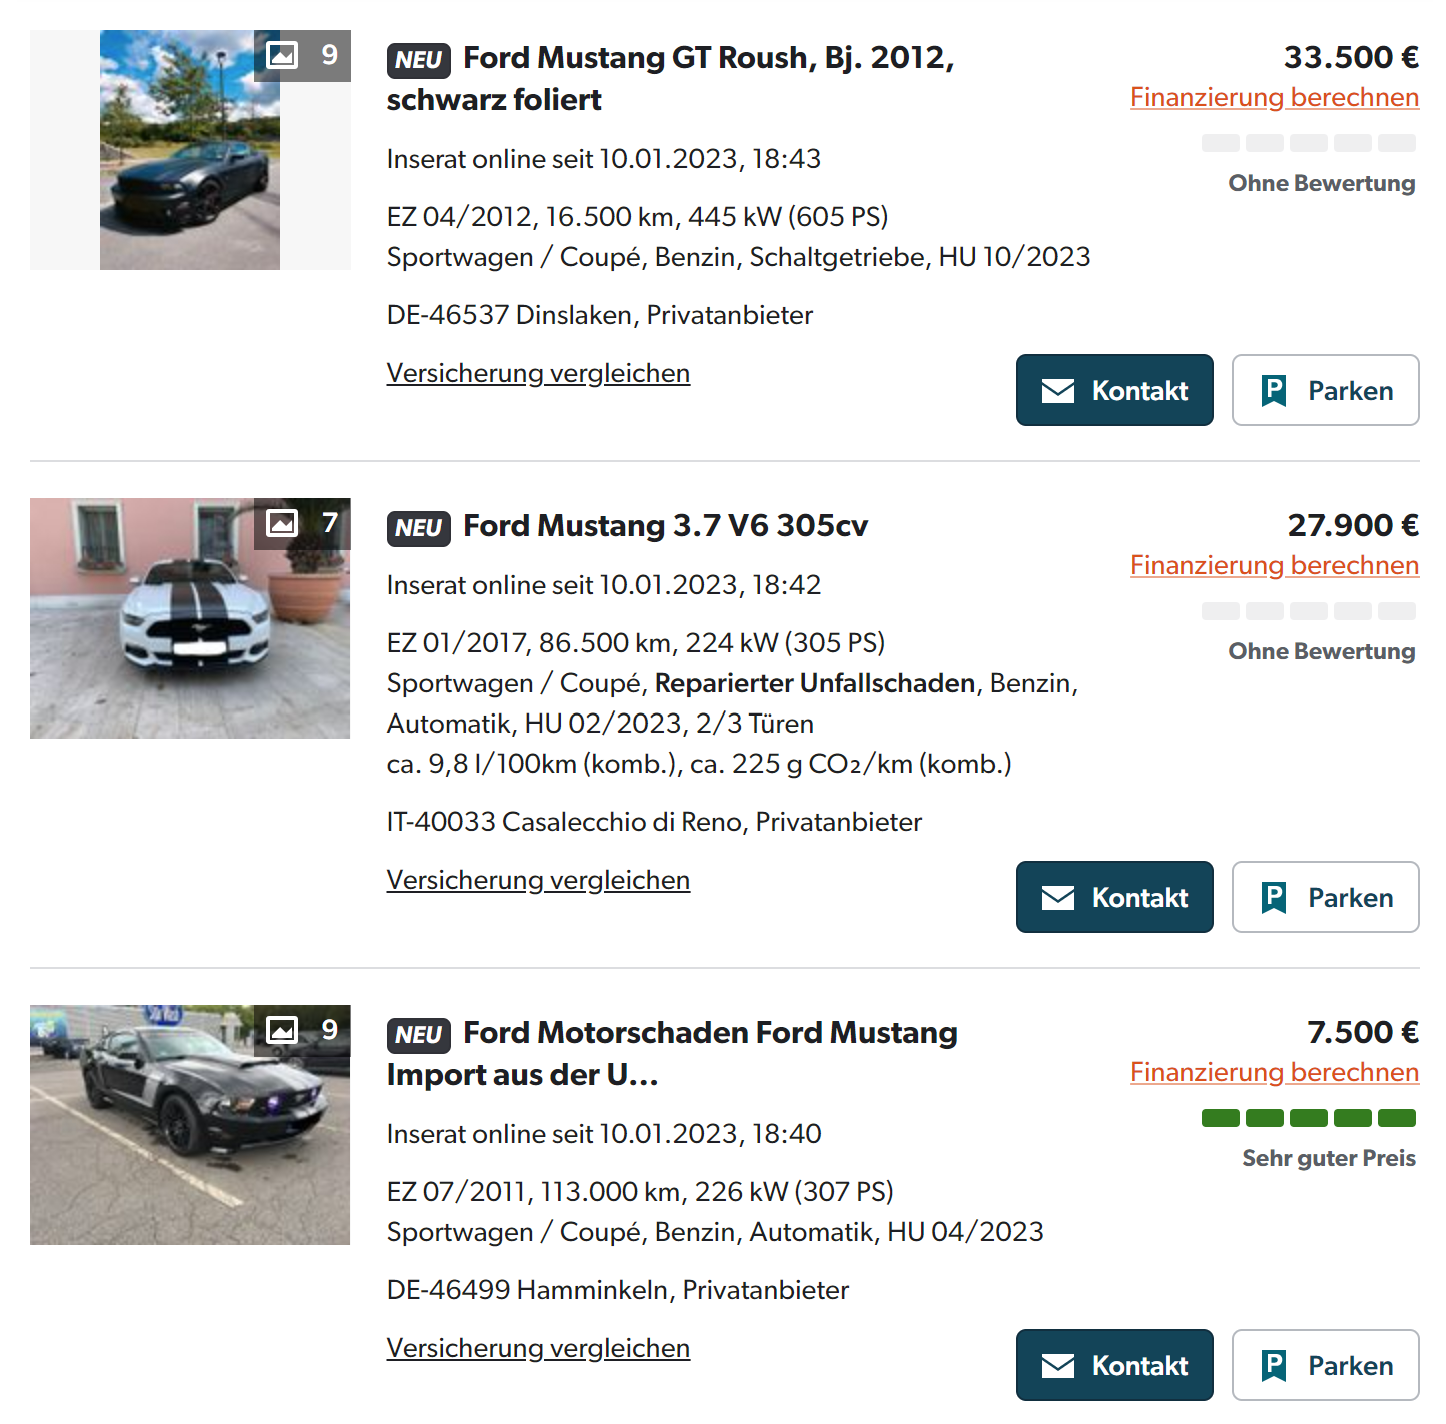 9
NEU Ford Mustang GT Roush, Bj. 2012,
schwarz foliert
33.500 €
Finanzierung berechnen
Ohne Bewertung
Inserat online seit 10.01.2023, 18:43
EZ 04/2012, 16.500 km, 445 kW (605 PS)
Sportwagen / Coupé, Benzin, Schaltgetriebe, HU 10/2023
DE-46537 Dinslaken, Privatanbieter
Versicherung vergleichen
Kontakt
P Parken
7
NEU Ford Mustang 3.7 V6 305cv
27.900 €
Finanzierung berechnen
Ohne Bewertung
Inserat online seit 10.01.2023, 18:42
EZ 01/2017, 86.500 km, 224 kW (305 PS)
Sportwagen / Coupé, Reparierter Unfallschaden, Benzin,
Automatik, HU 02/2023, 2/3 Türen
ca. 9,8 l/100km (komb.), ca. 225 g CO₂/km (komb.)
IT-40033 Casalecchio di Reno, Privatanbieter
Versicherung vergleichen
Kontakt
P Parken
9
NEU Ford Motorschaden Ford Mustang
Import aus der U...
7.500 €
Finanzierung berechnen
Sehr guter Preis
Inserat online seit 10.01.2023, 18:40
EZ 07/2011, 113.000 km, 226 kW (307 PS)
Sportwagen / Coupé, Benzin, Automatik, HU 04/2023
DE-46499 Hamminkeln, Privatanbieter
Versicherung vergleichen
Kontakt
P Parken